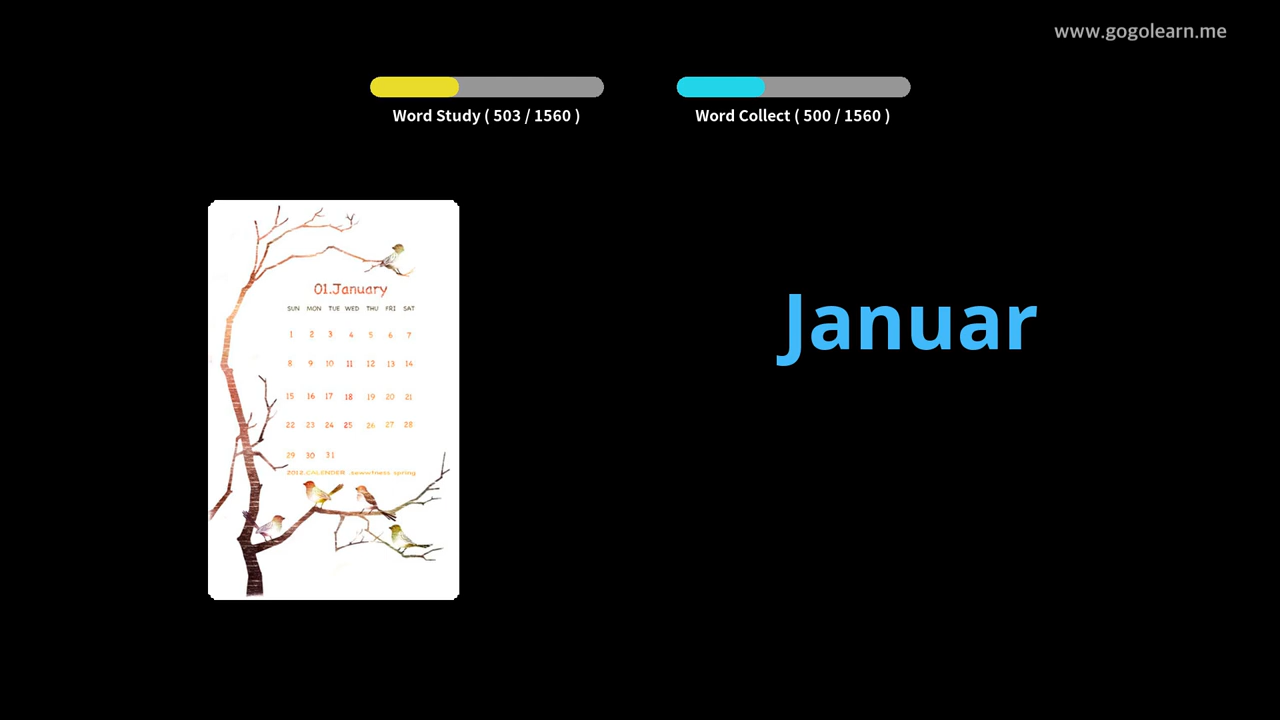 www.gogolearn.me
Word Study ( 503 / 1560 )
Word Collect ( 500 / 1560 )
01.January
SUN MON TUE WED THU FRI SAT
1 2 3 4 5 6 7
8 9 10 11 12 13 14
15 16 17 18 19 20 21
22 23 24 25 26 27 28
29 30 31
2016.CALENDER spring
Januar